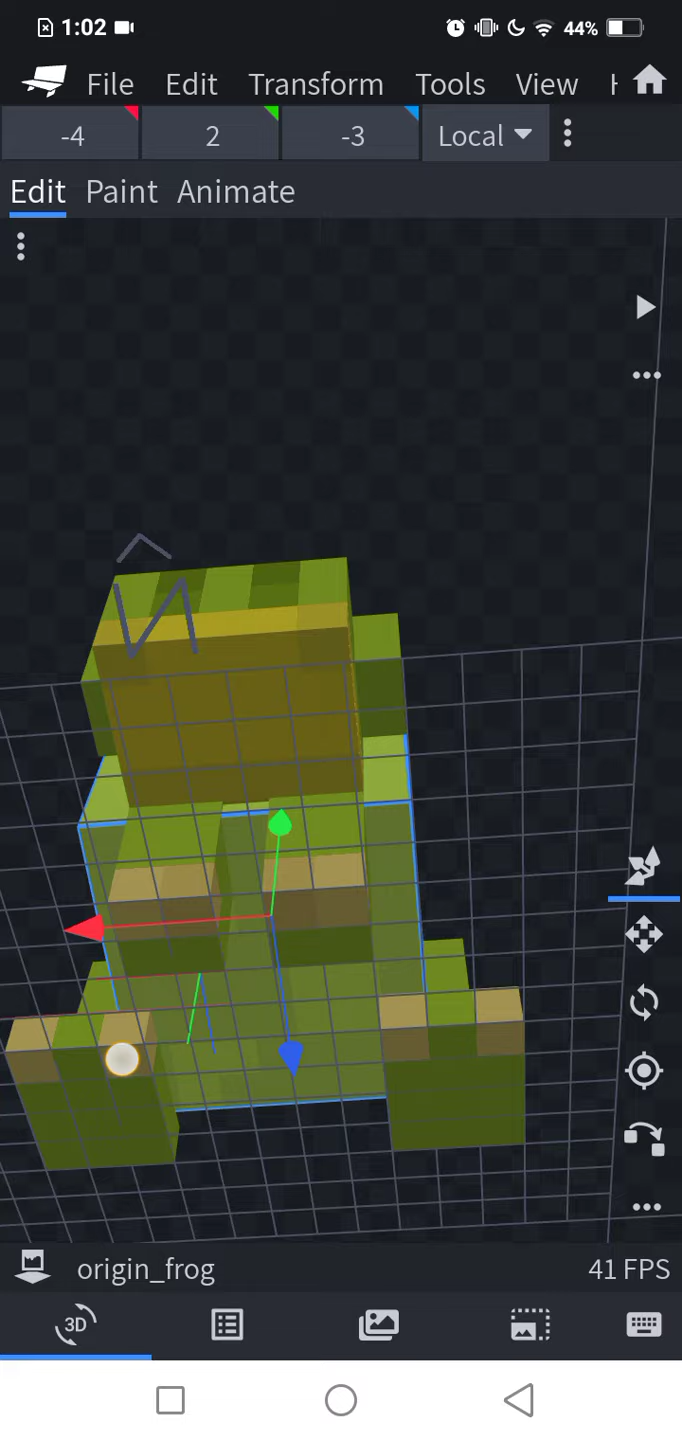 1:02 44%
File Edit Transform Tools View
-4 2 -3 Local
Edit Paint Animate
N
origin_frog 41 FPS
3D